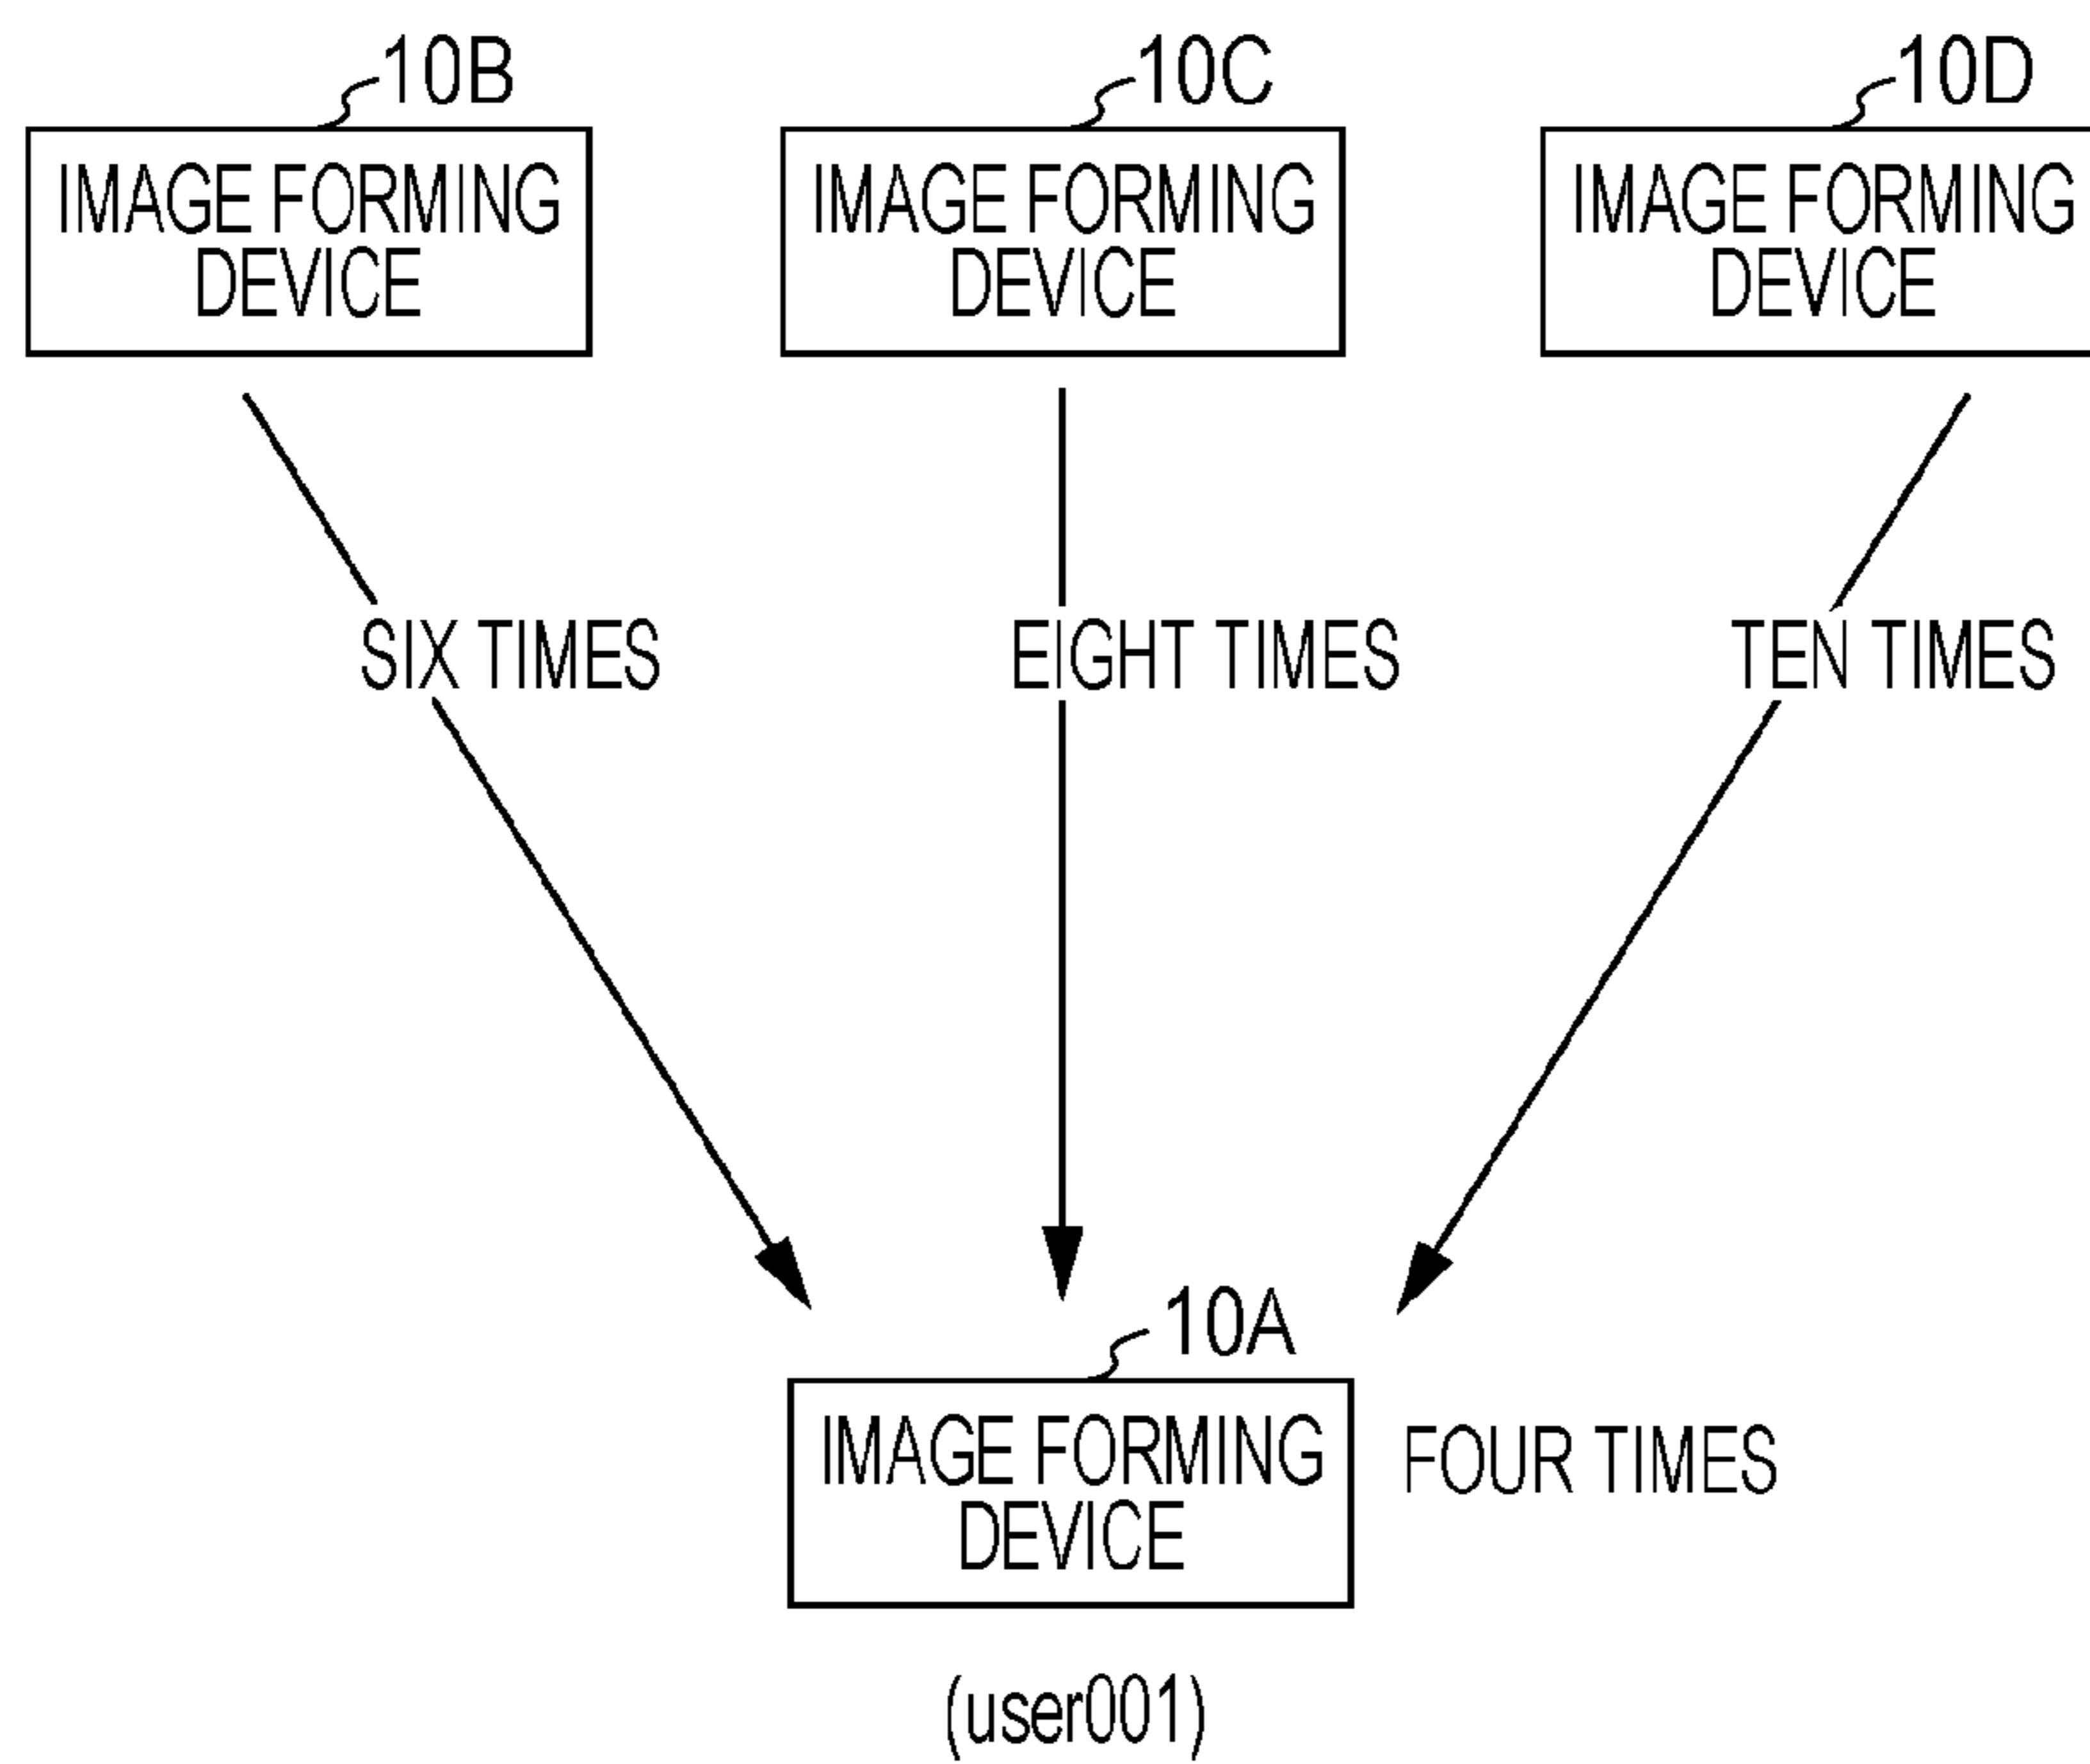 10B
10C
10D
IMAGE FORMING
DEVICE
IMAGE FORMING
DEVICE
IMAGE FORMING
DEVICE
SIX TIMES
EIGHT TIMES
TEN TIMES
10A
IMAGE FORMING
DEVICE
FOUR TIMES
(user001)